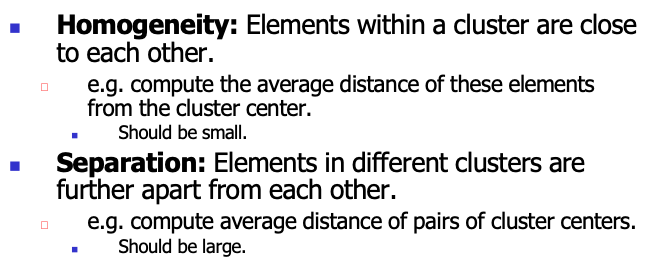 Homogeneity: Elements within a cluster are close
to each other.
e.g. compute the average distance of these elements
from the cluster center.
Should be small.
Separation: Elements in different clusters are
further apart from each other.
e.g. compute average distance of pairs of cluster centers.
Should be large.